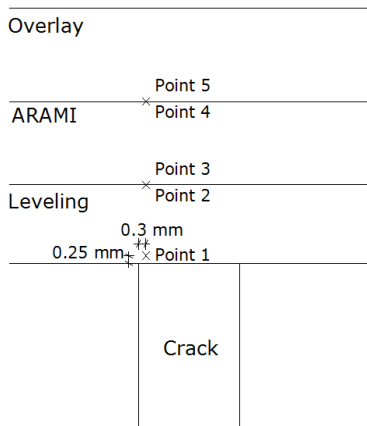 Overlay
Point 5
ARAMI
Point 4
Point 3
Leveling
Point 2
0.3 mm
0.25 mm
Point 1
Crack